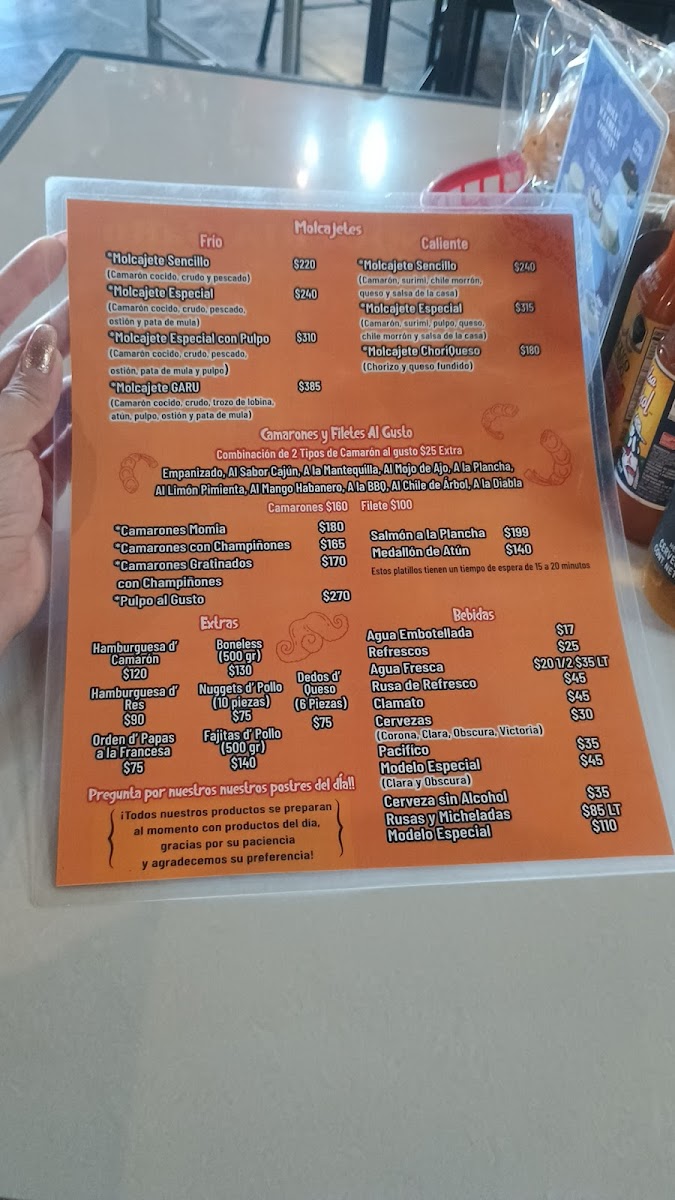 Molcajetes
Frío
*Molcajete Sencillo $220
(Camarón cocido, crudo y pescado)
*Molcajete Especial $240
(Camarón cocido, crudo, pescado,
ostión y pata de mula)
*Molcajete Especial con Pulpo $310
(Camarón cocido, crudo, pescado,
ostión, pata de mula y pulpo)
*Molcajete GARU $385
(Camarón cocido, crudo, trozo de lobina,
atún, pulpo, ostión y pata de mula)
Caliente
*Molcajete Sencillo $240
(Camarón, surimi, chile morrón,
queso y salsa de la casa)
*Molcajete Especial $315
(Camarón, surimi, pulpo, queso,
chile morrón y salsa de la casa)
*Molcajete ChoriQueso $180
(Chorizo y queso fundido)
Camarones y Filetes Al Gusto
Combinación de 2 Tipos de Camarón al gusto $25 Extra
Empanizado, Al Sabor Cajún, A la Mantequilla, Al Mojo de Ajo, A la Plancha,
Al Limón Pimienta, Al Mango Habanero, A la BBQ, Al Chile de Árbol, A la Diabla
Camarones $160 Filete $100
*Camarones Momia $180
*Camarones con Champiñones $165
*Camarones Gratinados $170
con Champiñones
*Pulpo al Gusto $270
Salmón a la Plancha $199
Medallón de Atún $140
Estos platillos tienen un tiempo de espera de 15 a 20 minutos
Extras
Hamburguesa d'
Camarón
$120
Hamburguesa d'
Res
$90
Orden d' Papas
a la Francesa
$75
Boneless
(500 gr)
$130
Nuggets d' Pollo
(10 piezas)
$75
Fajitas d' Pollo
(500 gr)
$140
Dedos d'
Queso
(6 Piezas)
$75
Bebidas
Agua Embotellada $17
Refrescos $25
Agua Fresca $20 1/2 $35 LT
Rusa de Refresco $45
Clamato $45
Cervezas $30
(Corona, Clara, Obscura, Victoria)
Pacífico $35
Modelo Especial $45
(Clara y Obscura)
Cerveza sin Alcohol $35
Rusas y Micheladas $85 LT
Modelo Especial $110
Pregunta por nuestros nuestros postres del día!!
¡Todos nuestros productos se preparan
al momento con productos del día,
gracias por su paciencia
y agradecemos su preferencia!